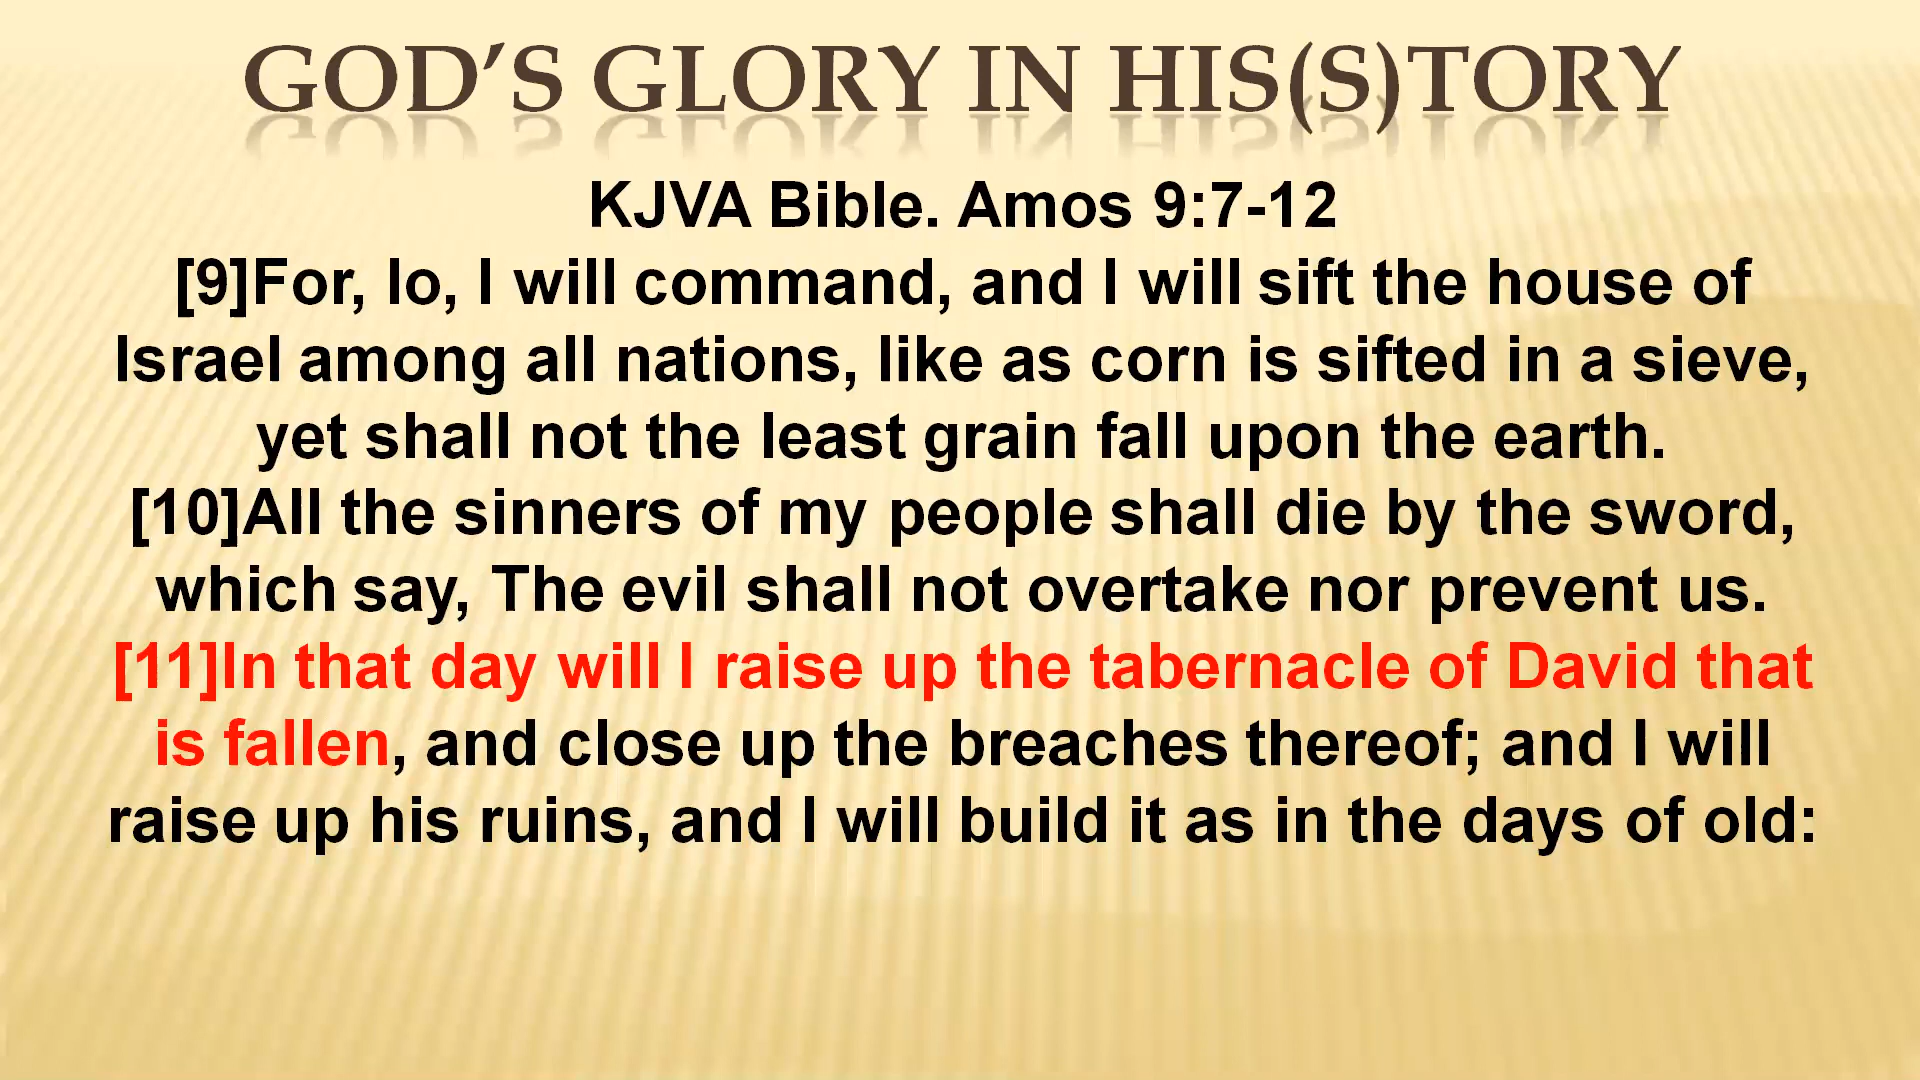 GOD’S GLORY IN HIS(S)TORY
KJVA Bible. Amos 9:7-12
[9]For, lo, I will command, and I will sift the house of
Israel among all nations, like as corn is sifted in a sieve,
yet shall not the least grain fall upon the earth.
[10]All the sinners of my people shall die by the sword,
which say, The evil shall not overtake nor prevent us.
[11]In that day will I raise up the tabernacle of David that
is fallen, and close up the breaches thereof; and I will
raise up his ruins, and I will build it as in the days of old: